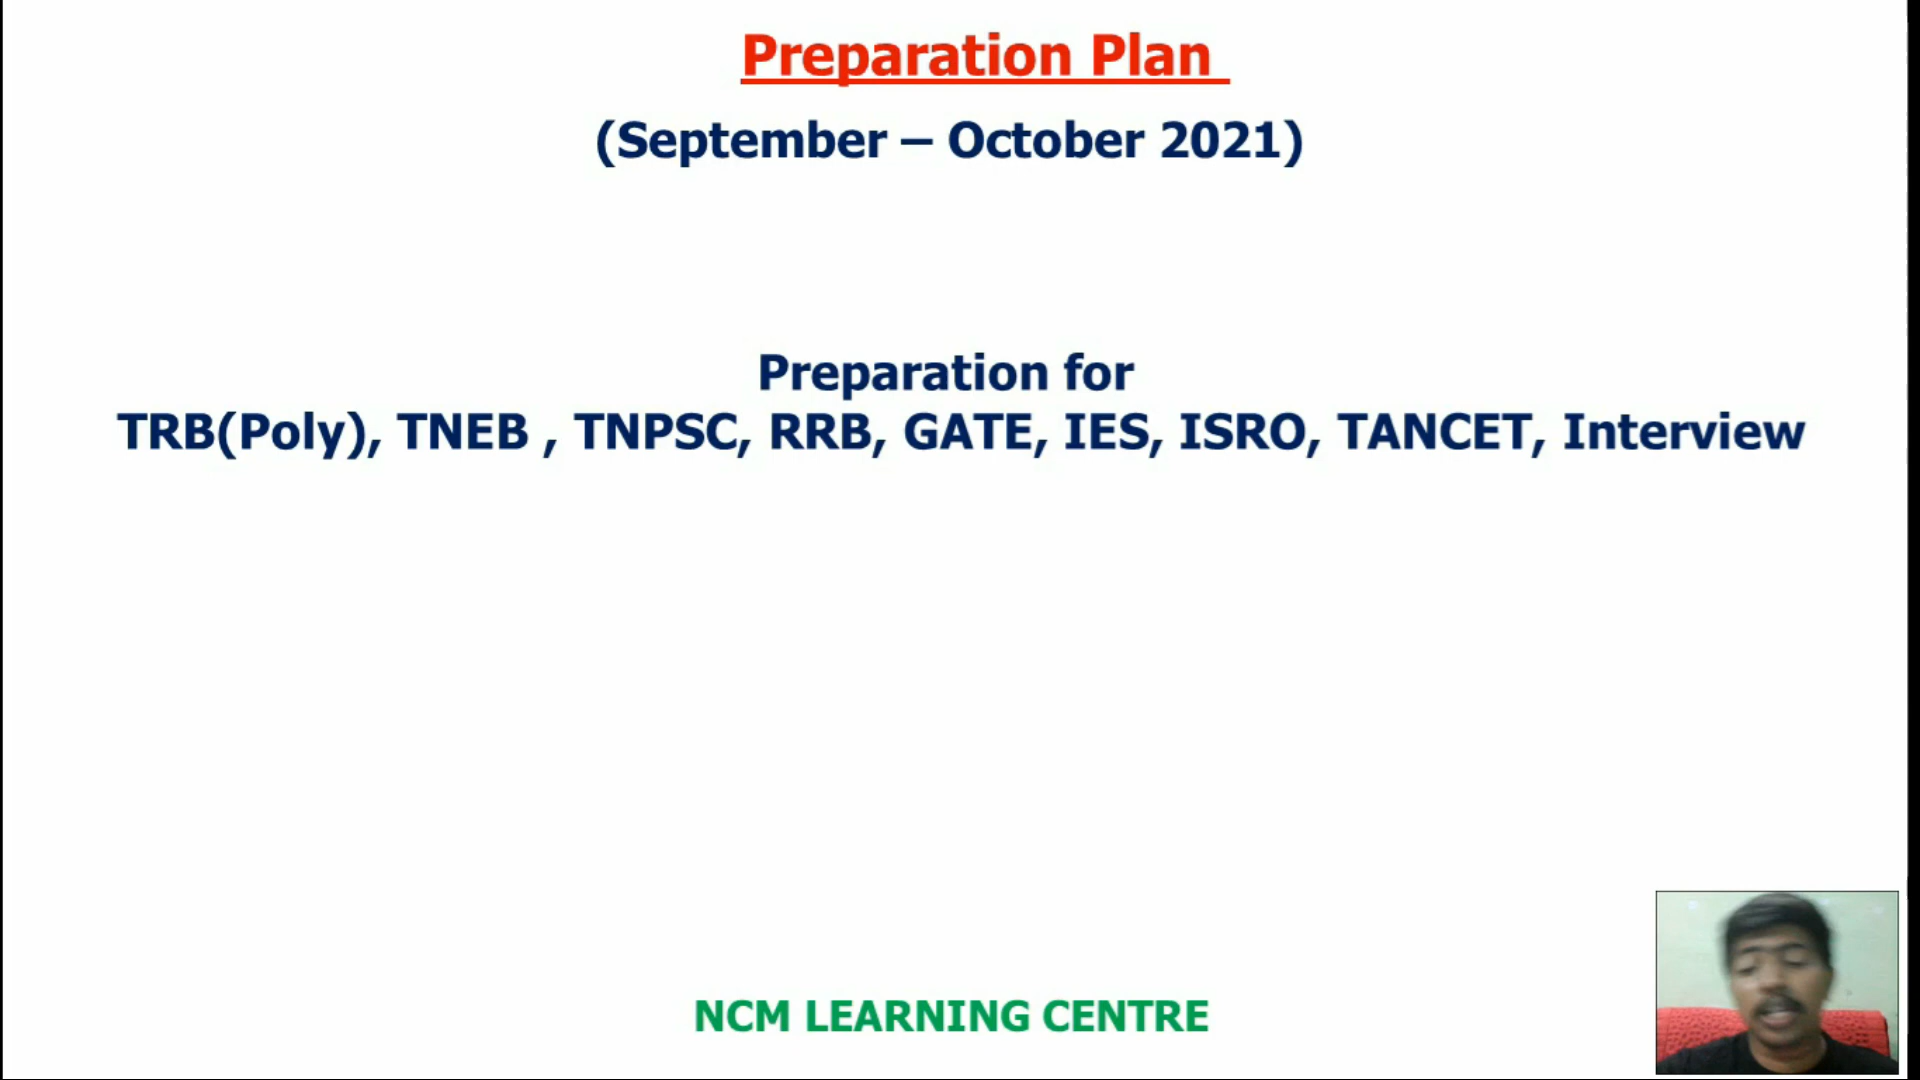 Preparation Plan
(September – October 2021)
Preparation for
TRB(Poly), TNEB , TNPSC, RRB, GATE, IES, ISRO, TANCET, Interview
NCM LEARNING CENTRE